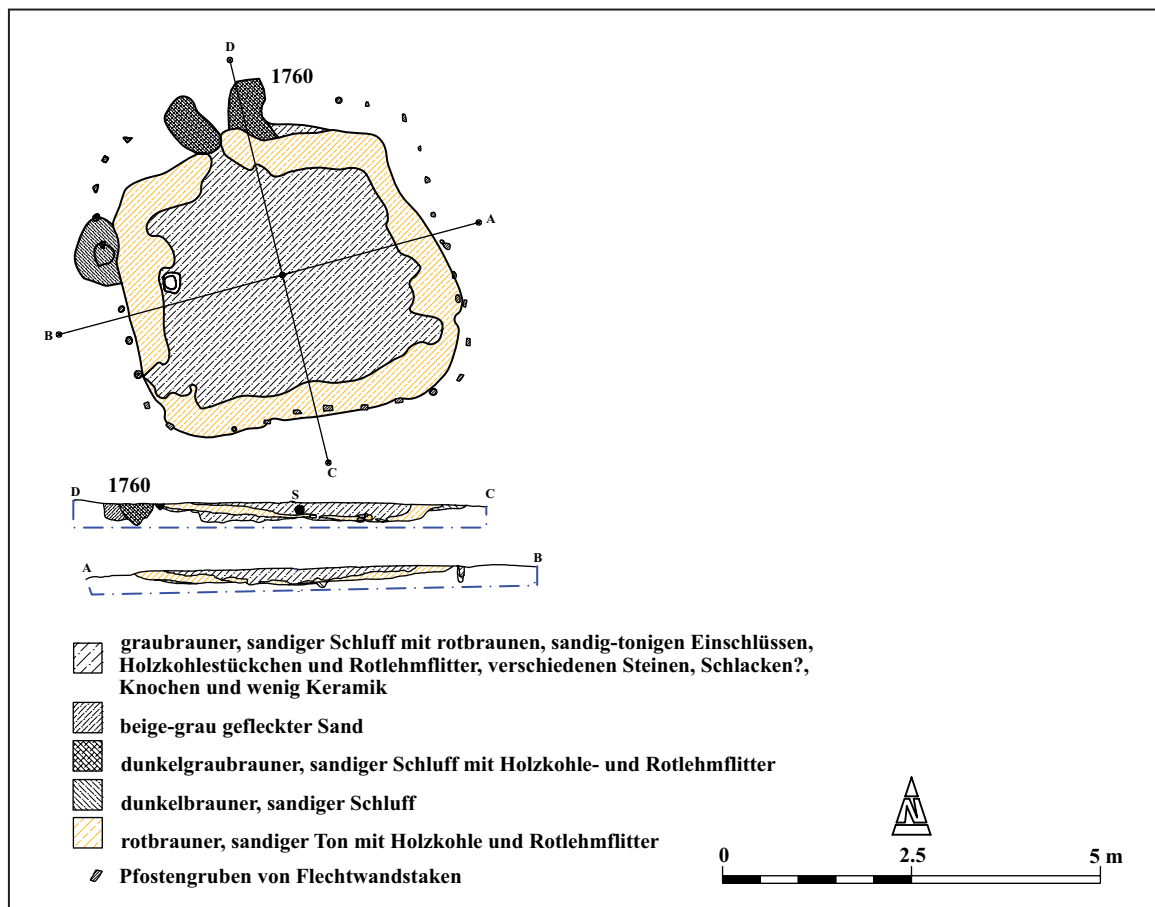 D
1760
A
B
C
D
1760
S
C
A
B
graubrauner, sandiger Schluff mit rotbraunen, sandig-tonigen Einschlüssen,
Holzkohlestückchen und Rotlehmflitter, verschiedenen Steinen, Schlacken?,
Knochen und wenig Keramik
beige-grau gefleckter Sand
dunkelgraubrauner, sandiger Schluff mit Holzkohle- und Rotlehmflitter
dunkelbrauner, sandiger Schluff
rotbrauner, sandiger Ton mit Holzkohle und Rotlehmflitter
Pfostengruben von Flechtwandstaken
N
0 2.5 5 m